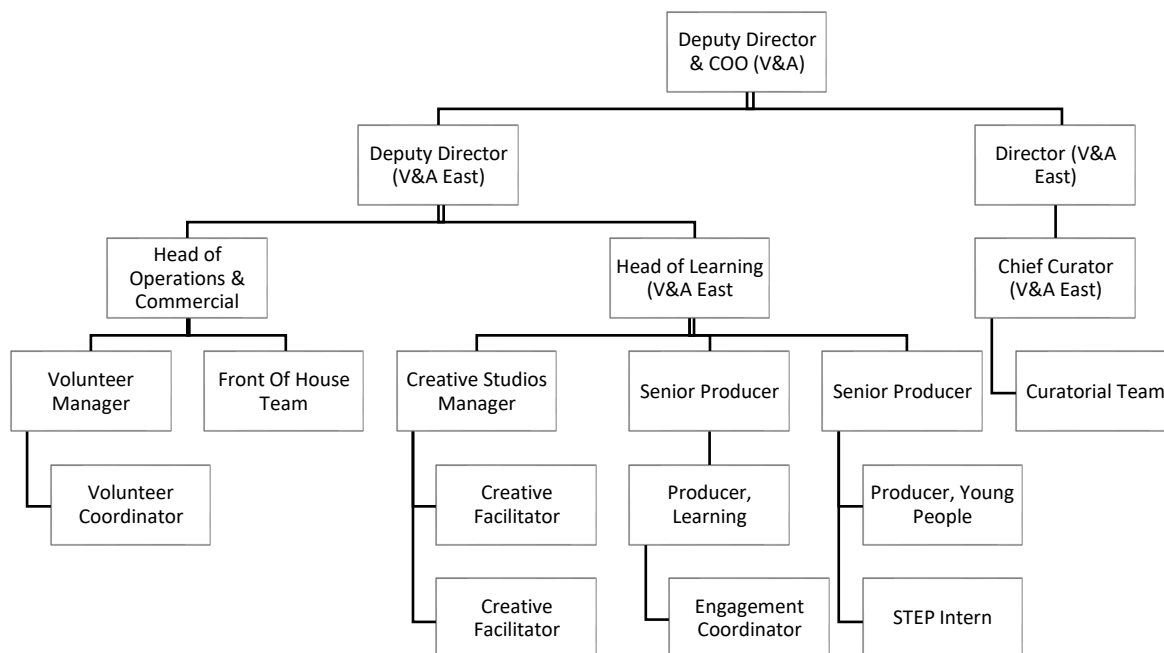 Deputy Director
& COO (V&A)
Deputy Director
(V&A East)
Director (V&A
East)
Head of
Operations &
Commercial
Head of Learning
(V&A East
Chief Curator
(V&A East)
Volunteer
Manager
Front Of House
Team
Creative Studios
Manager
Senior Producer
Senior Producer
Curatorial Team
Volunteer
Coordinator
Creative
Facilitator
Producer,
Learning
Producer, Young
People
Creative
Facilitator
Engagement
Coordinator
STEP Intern